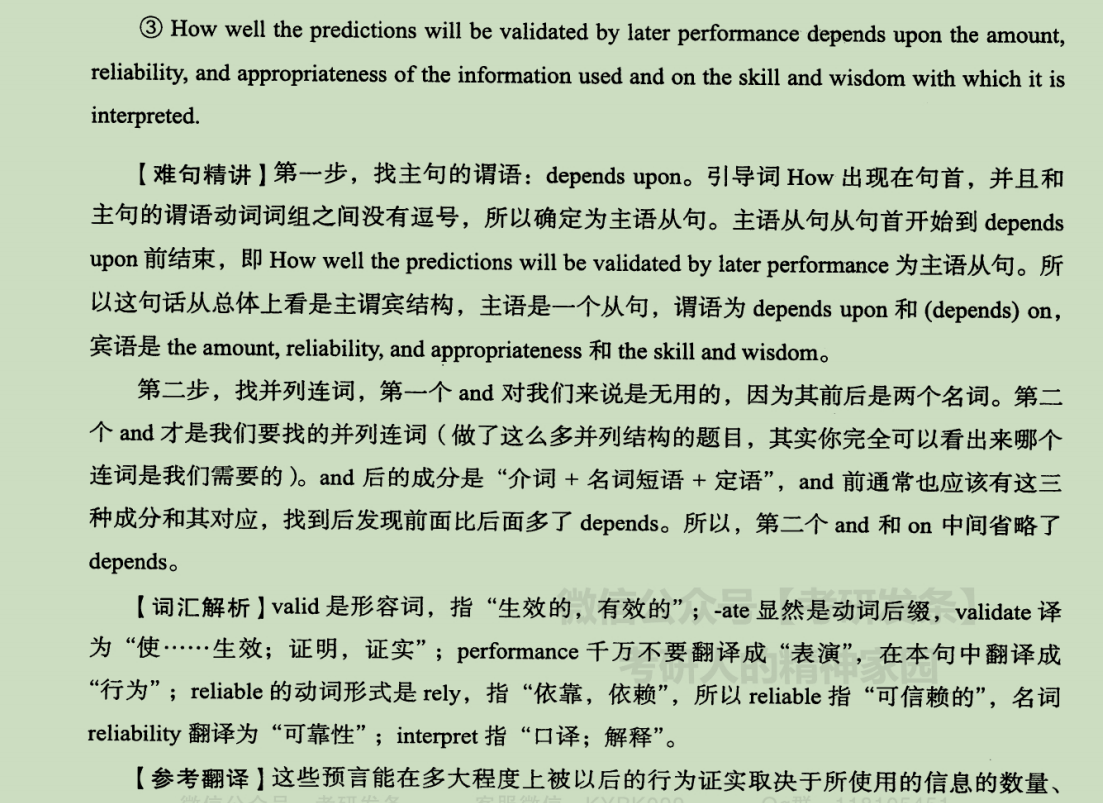 ③ How well the predictions will be validated by later performance depends upon the amount,
reliability, and appropriateness of the information used and on the skill and wisdom with which it is
interpreted.
【难句精讲】第一步，找主句的谓语：depends upon。引导词 How 出现在句首，并且和
主句的谓语动词词组之间没有逗号，所以确定为主语从句。主语从句从句首开始到 depends
upon 前结束，即 How well the predictions will be validated by later performance 为主语从句。所
以这句话从总体上看是主谓宾结构，主语是一个从句，谓语为 depends upon 和 (depends) on，
宾语是 the amount, reliability, and appropriateness 和 the skill and wisdom。
第二步，找并列连词，第一个 and 对我们来说是无用的，因为其前后是两个名词。第二
个 and 才是我们要找的并列连词（做了这么多并列结构的题目，其实你完全可以看出来哪个
连词是我们需要的）。and 后的成分是“介词 + 名词短语 + 定语”，and 前通常也应该有这三
种成分和其对应，找到后发现前面比后面多了 depends。所以，第二个 and 和 on 中间省略了
depends。
微信公众号【考研发条】
【词汇解析】valid 是形容词，指“生效的，有效的”；-ate 显然是动词后缀，validate 译
为“使……生效；证明，证实”；performance 千万不要翻译成“表演”，在本句中翻译成
考研人的精神家园
“行为”；reliable 的动词形式是 rely，指“依靠，依赖”，所以 reliable 指“可信赖的”，名词
reliability 翻译为“可靠性”；interpret 指“口译；解释”。
【参考翻译】这些预言能在多大程度上被以后的行为证实取决于所使用的信息的数量、